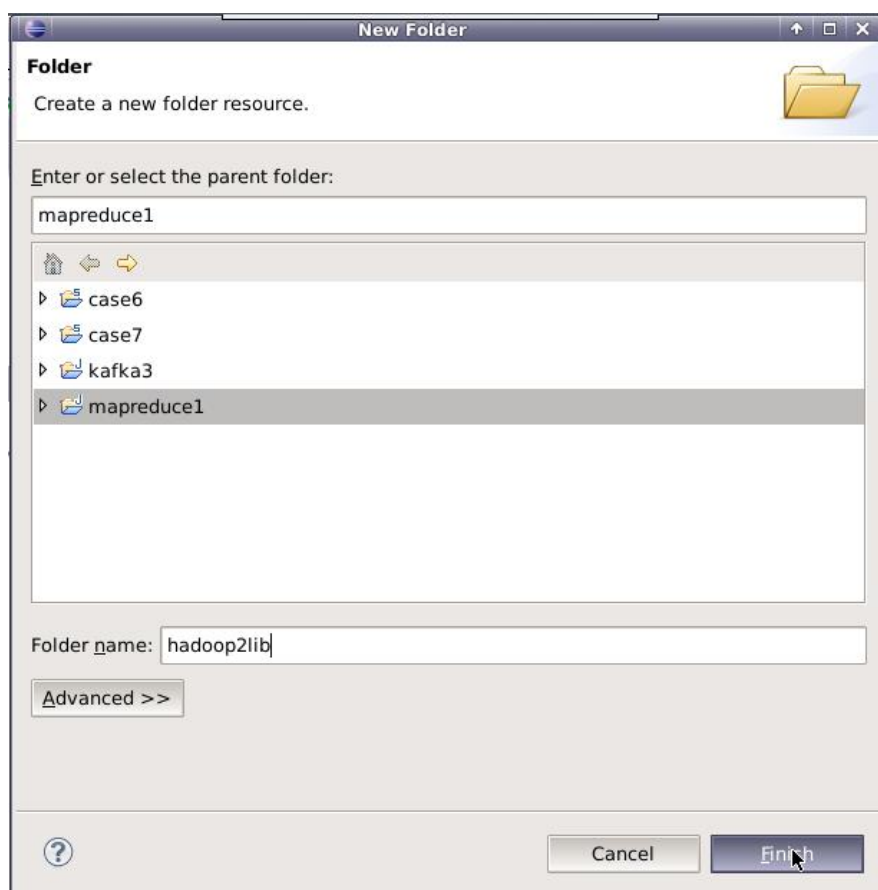 New Folder
Folder
Create a new folder resource.
Enter or select the parent folder:
mapreduce1
case6
case7
kafka3
mapreduce1
Folder name: hadoop2lib
Advanced >>
Cancel Finish